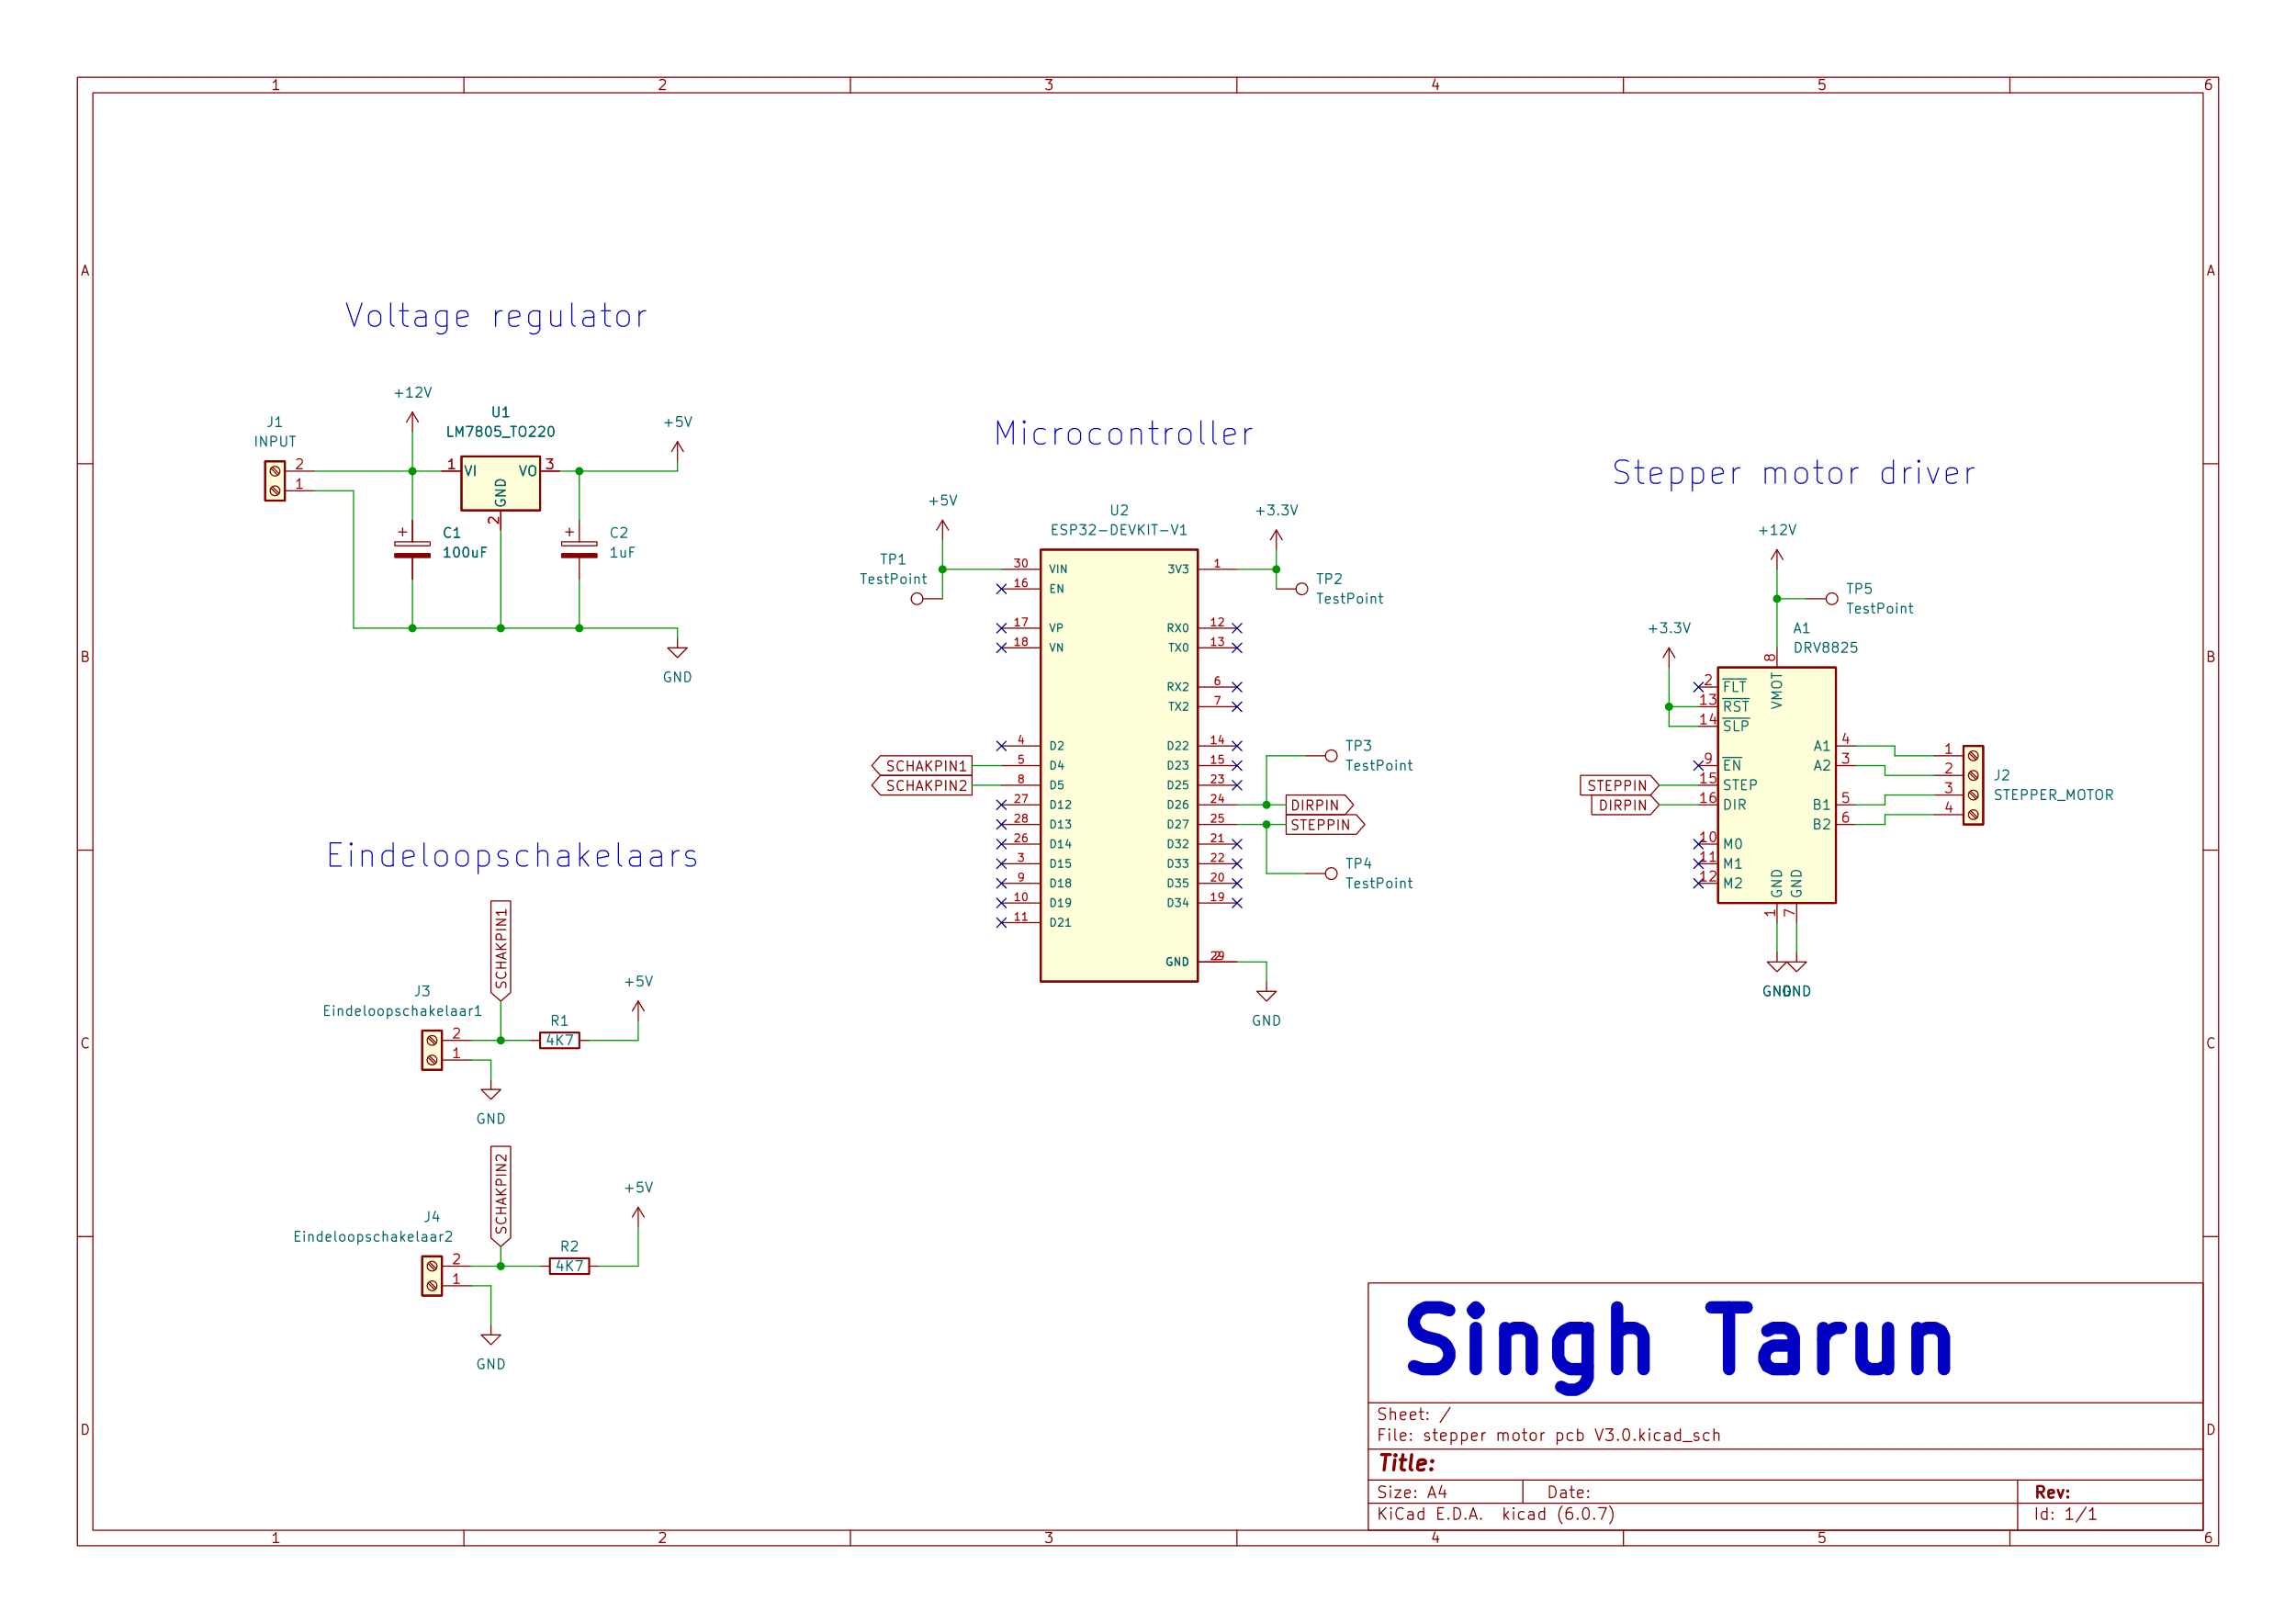 1 2 3 4 5 6
A A
B B
C C
D D
Voltage regulator
+12V
J1
INPUT
2
1
U1
LM7805_TO220
1 VI VO 3
GND
2
+5V
+
C1
100uF
+
C2
1uF
GND
Eindeloopschakelaars
SCHAKPIN1
J3
Eindeloopschakelaar1
2
1
R1
4K7
+5V
GND
SCHAKPIN2
J4
Eindeloopschakelaar2
2
1
R2
4K7
+5V
GND
Microcontroller
+5V
TP1
TestPoint
U2
ESP32-DEVKIT-V1
+3.3V
TP2
TestPoint
30 VIN 3V3 1
16 EN
17 VP RX0 12
18 VN TX0 13
RX2 6
TX2 7
4 D2 D22 14
SCHAKPIN1 5 D4 D23 15
SCHAKPIN2 8 D5 D25 23
27 D12 D26 24 DIRPIN
28 D13 D27 25 STEPPIN
26 D14 D32 21
3 D15 D33 22
9 D18 D35 20
10 D19 D34 19
11 D21
GND 29
TP3
TestPoint
TP4
TestPoint
GND
Stepper motor driver
+12V
TP5
TestPoint
+3.3V
A1
DRV8825
8
VMOT
2 FLT
13 RST
14 SLP
9 EN
STEPPIN 15 STEP
DIRPIN 16 DIR
10 M0
11 M1
12 M2
A1 4
A2 3
B1 5
B2 6
GND GND
1 7
GND GND
1
2
3
4
J2
STEPPER_MOTOR
Singh Tarun
Sheet: /
File: stepper motor pcb V3.0.kicad_sch
Title:
Size: A4 Date: Rev:
KiCad E.D.A. kicad (6.0.7) Id: 1/1
1 2 3 4 5 6